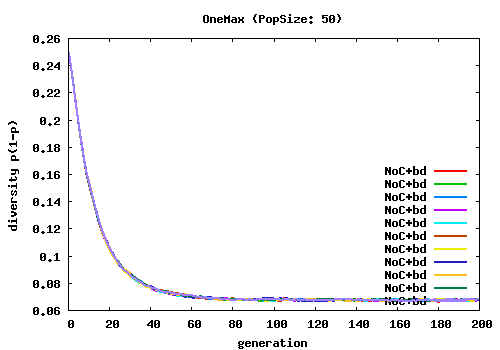 OneMax (PopSize: 50)
0.26
0.24
0.22
0.2
0.18
0.16
0.14
0.12
0.1
0.08
0.06
diversity p(1-p)
NoC+bd
NoC+bd
NoC+bd
NoC+bd
NoC+bd
NoC+bd
NoC+bd
NoC+bd
NoC+bd
NoC+bd
NoC+bd
0 20 40 60 80 100 120 140 160 180 200
generation